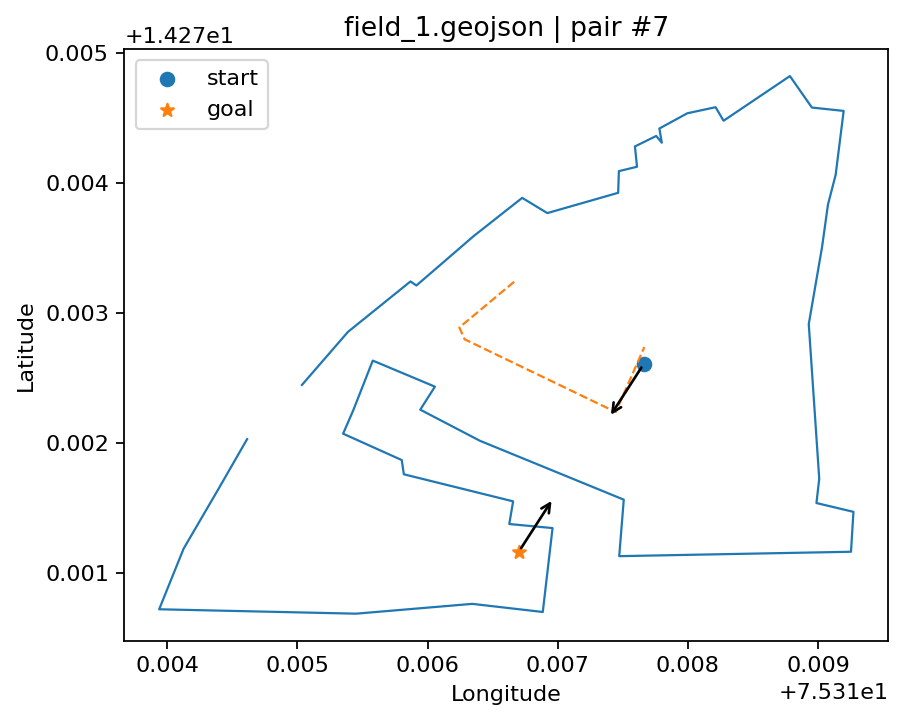 field_1.geojson | pair #7
+1.427e1
start
goal
0.005
0.004
0.003
0.002
0.001
Latitude
0.004 0.005 0.006 0.007 0.008 0.009
+7.531e1
Longitude